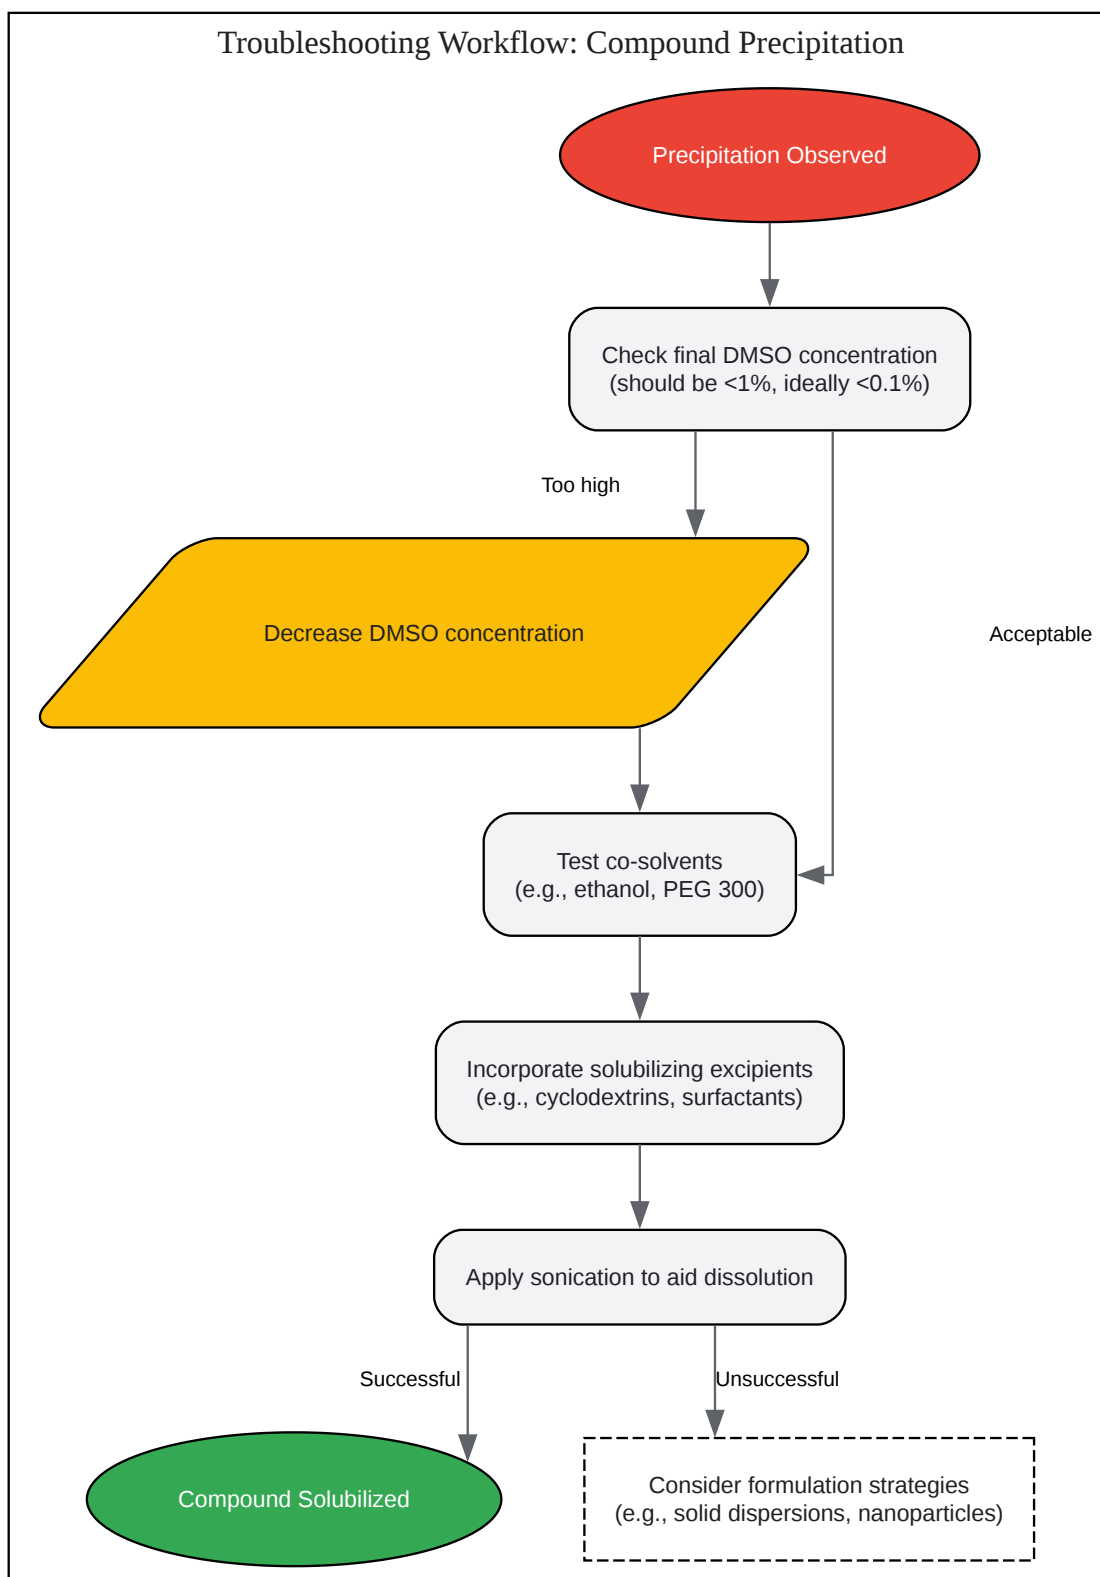 Troubleshooting Workflow: Compound Precipitation
Precipitation Observed
Check final DMSO concentration
(should be <1%, ideally <0.1%)
Too high
Decrease DMSO concentration
Acceptable
Test co-solvents
(e.g., ethanol, PEG 300)
Incorporate solubilizing excipients
(e.g., cyclodextrins, surfactants)
Apply sonication to aid dissolution
Successful
Unsuccessful
Compound Solubilized
Consider formulation strategies
(e.g., solid dispersions, nanoparticles)